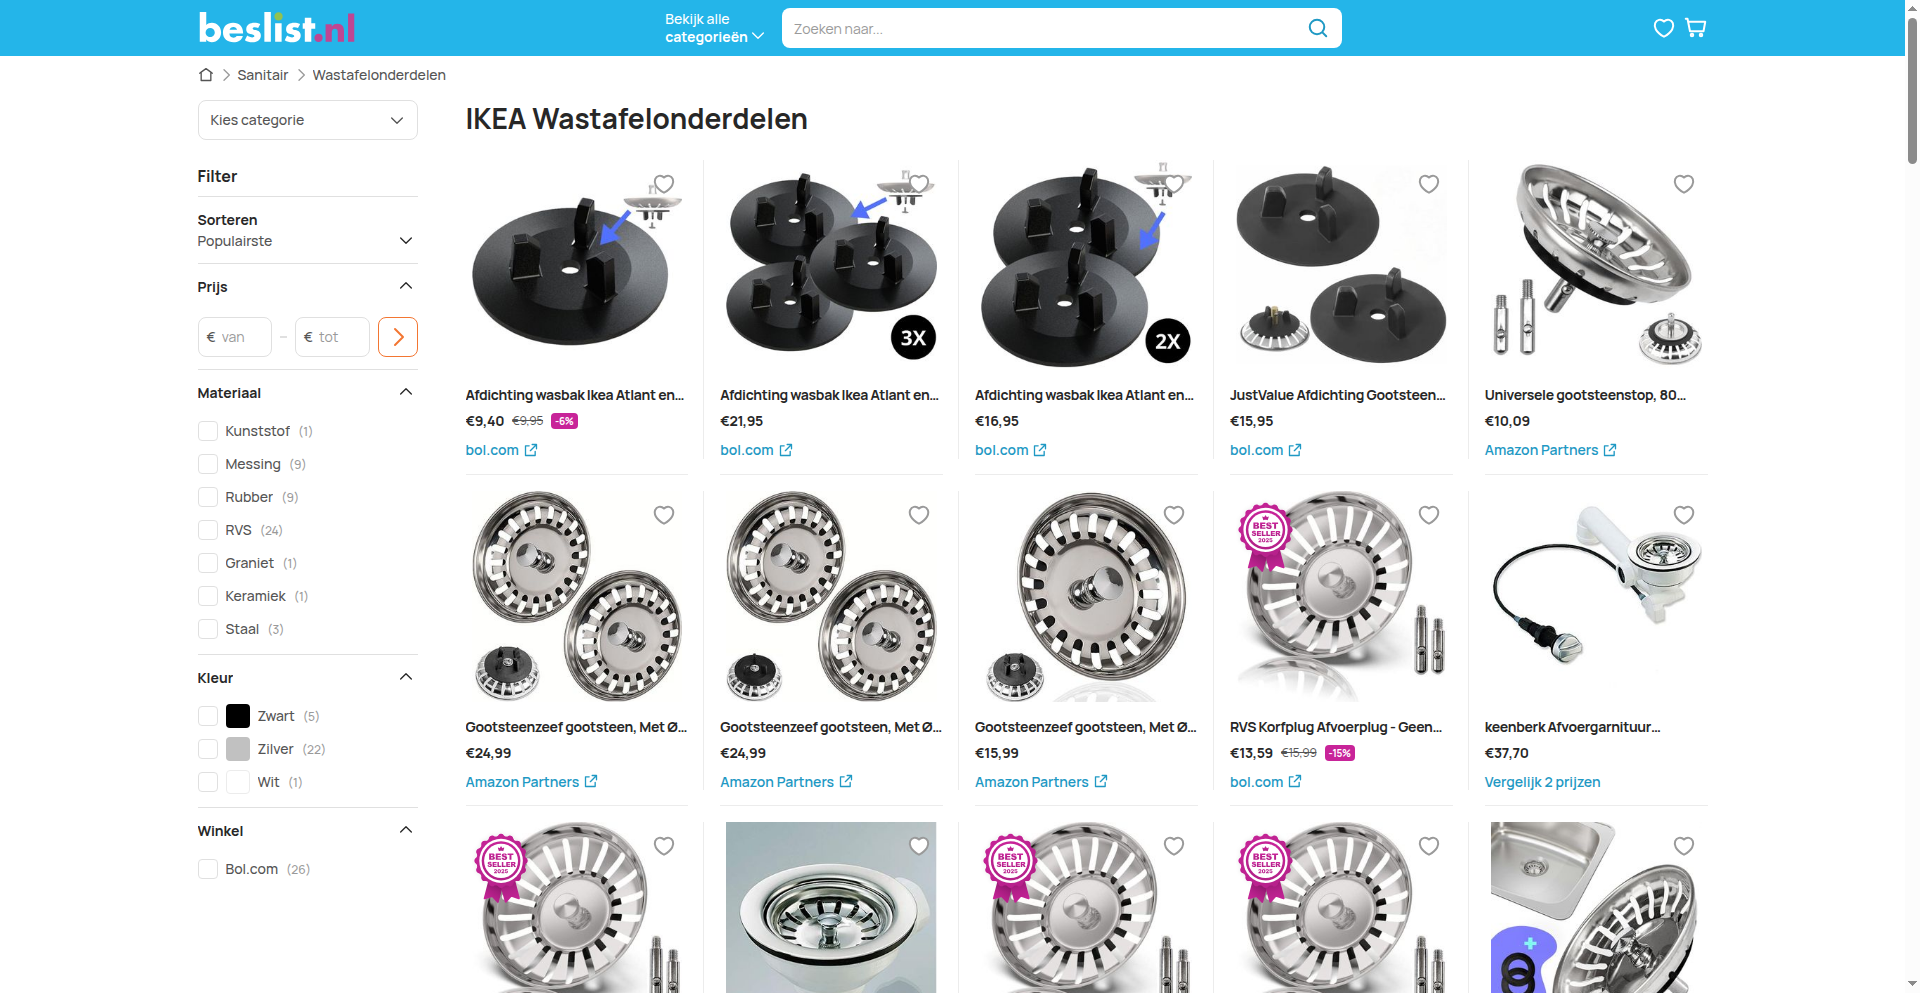 beslist.nl
Bekijk alle
categorieën
Zoeken naar...
Sanitair
Wastafelonderdelen
Kies categorie
IKEA Wastafelonderdelen
Filter
Sorteren
Populairste
Prijs
€ van
–
€ tot
Materiaal
Kunststof (1)
Messing (9)
Rubber (9)
RVS (24)
Graniet (1)
Keramiek (1)
Staal (3)
Kleur
Zwart (5)
Zilver (22)
Wit (1)
Winkel
Bol.com (26)
Afdichting wasbak Ikea Atlant en...
€9,40 €9,95 -6%
bol.com
3X
Afdichting wasbak Ikea Atlant en...
€21,95
bol.com
2X
Afdichting wasbak Ikea Atlant en...
€16,95
bol.com
JustValue Afdichting Gootsteen...
€15,95
bol.com
Universele gootsteenstop, 80...
€10,09
Amazon Partners
Gootsteenzeef gootsteen, Met Ø...
€24,99
Amazon Partners
Gootsteenzeef gootsteen, Met Ø...
€24,99
Amazon Partners
Gootsteenzeef gootsteen, Met Ø...
€15,99
Amazon Partners
BEST
SELLER
2025
RVS Korfplug Afvoerplug - Geen...
€13,59 €15,99 -15%
bol.com
keenberk Afvoergarnituur...
€37,70
Vergelijk 2 prijzen
BEST
SELLER
2025
BEST
SELLER
2025
BEST
SELLER
2025